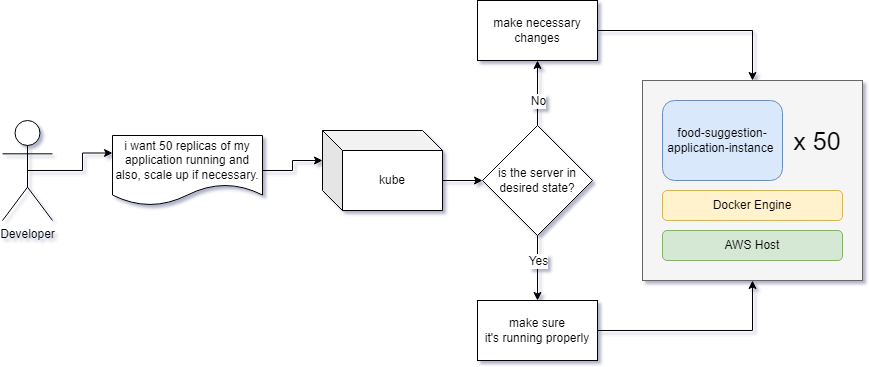 make necessary
changes
No
food-suggestion-
application-instance
x 50
i want 50 replicas of my
application running and
also, scale up if necessary.
kube
is the server in
desired state?
Docker Engine
Developer
AWS Host
Yes
make sure
it's running properly